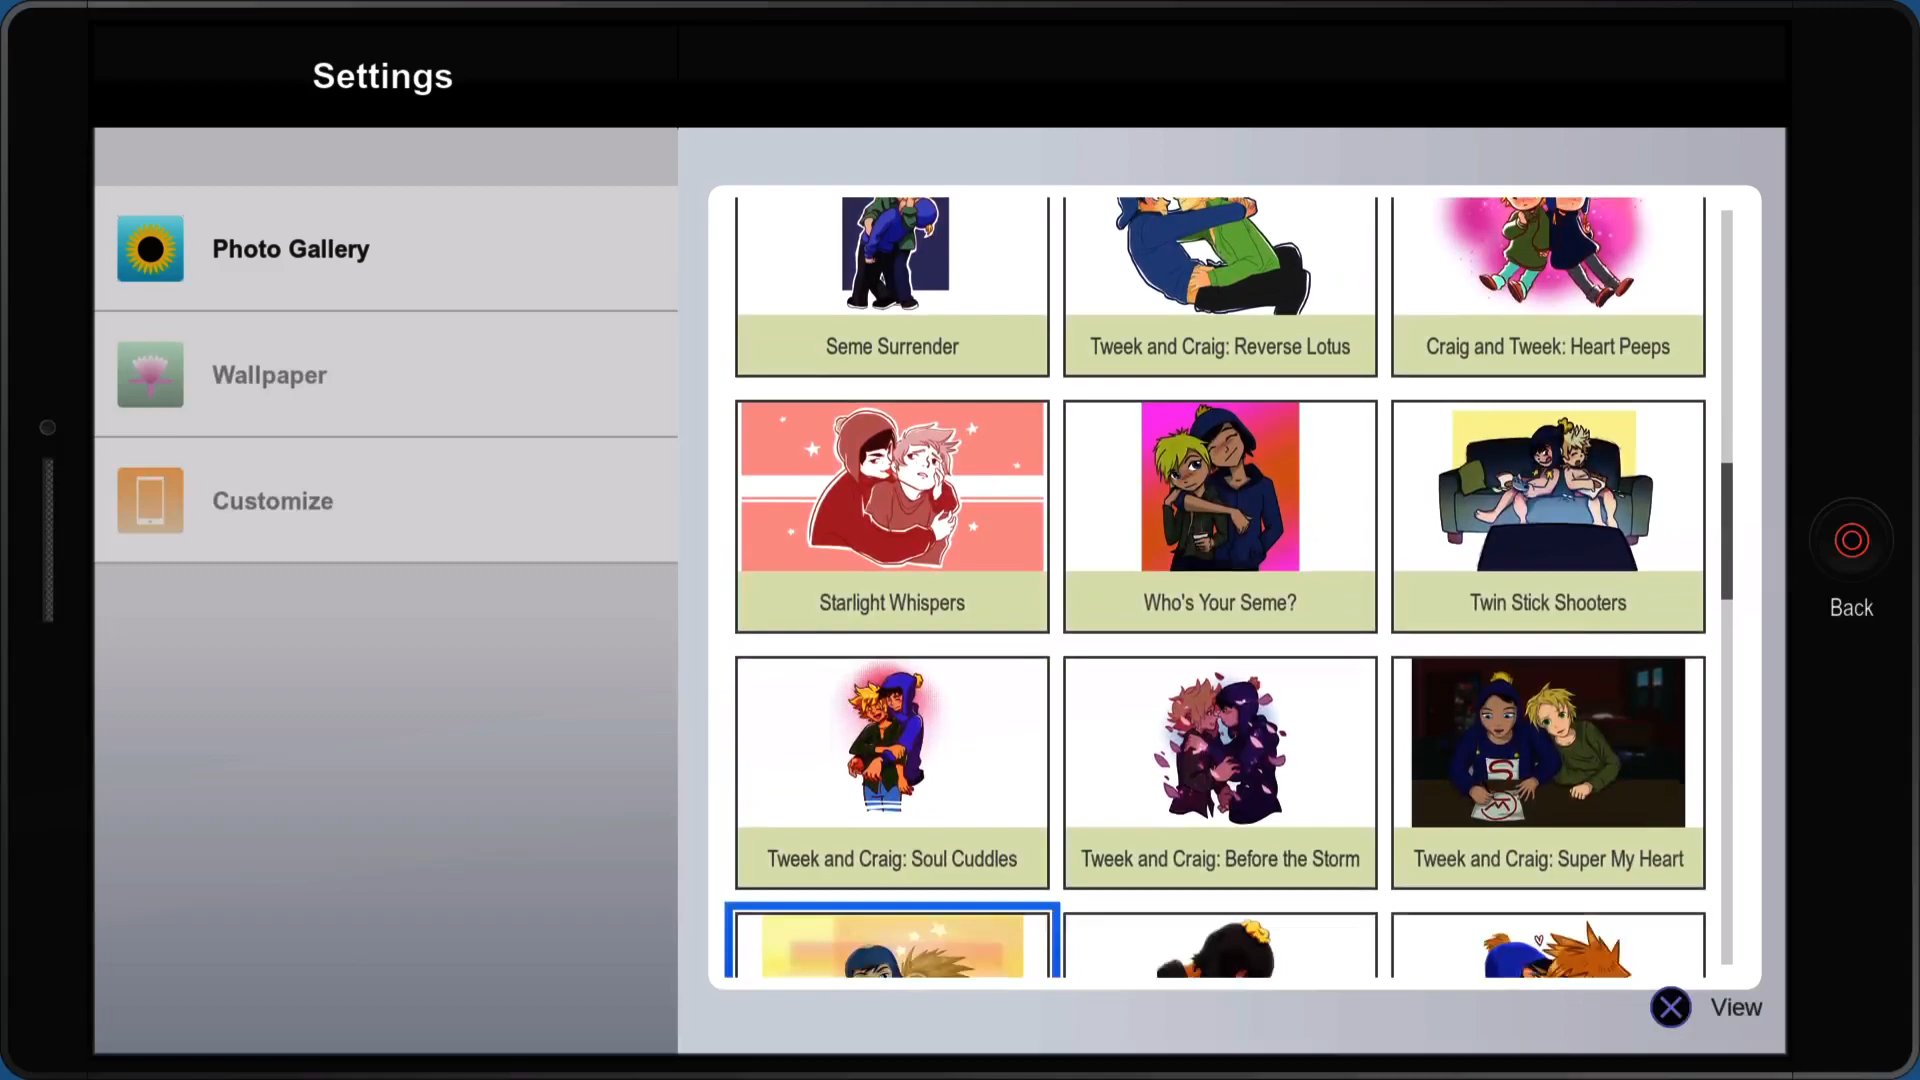 Settings
Photo Gallery
Wallpaper
Customize
Seme Surrender
Tweek and Craig: Reverse Lotus
Craig and Tweek: Heart Peeps
Starlight Whispers
Who's Your Seme?
Twin Stick Shooters
Tweek and Craig: Soul Cuddles
Tweek and Craig: Before the Storm
Tweek and Craig: Super My Heart
Back
View